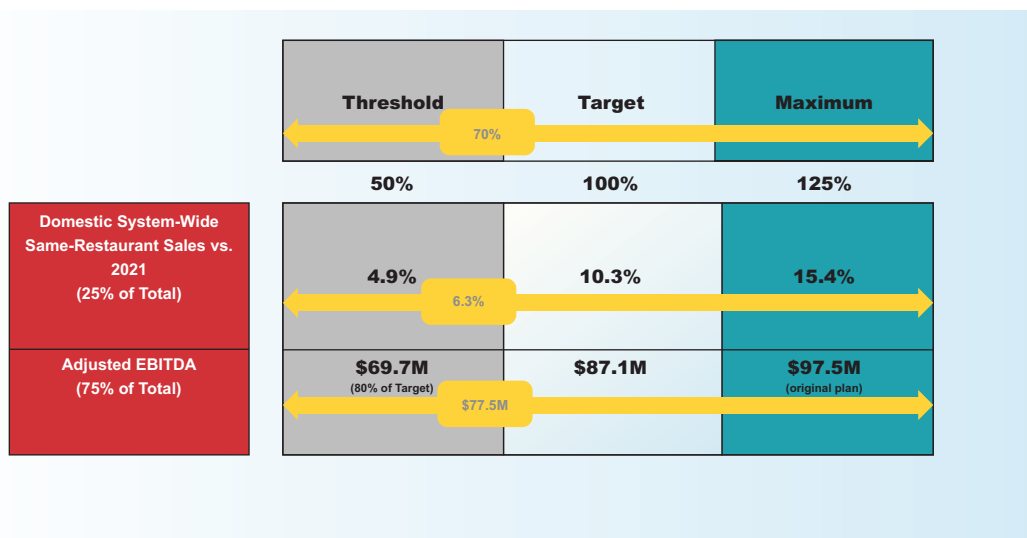 Threshold Target Maximum
70%
50% 100% 125%
Domestic System-Wide
Same-Restaurant Sales vs.
2021
(25% of Total)
4.9% 10.3% 15.4%
6.3%
Adjusted EBITDA
(75% of Total)
$69.7M $87.1M $97.5M
(80% of Target) (original plan)
$77.5M